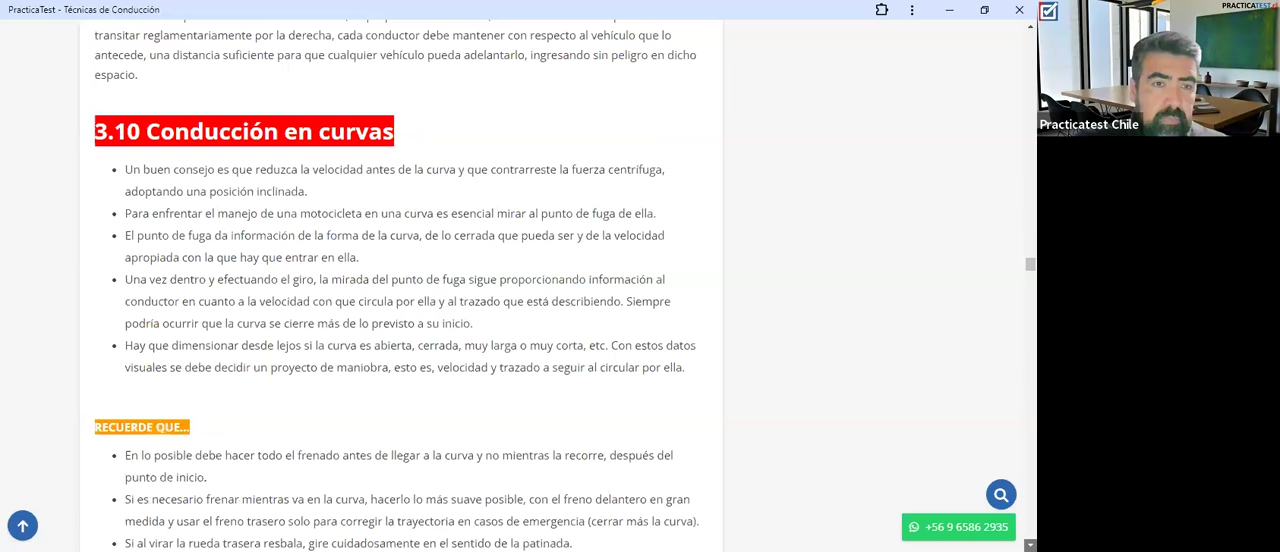 PracticaTest - Técnicas de Conducción
transitar reglamentariamente por la derecha, cada conductor debe mantener con respecto al vehículo que lo
antecede, una distancia suficiente para que cualquier vehículo pueda adelantarlo, ingresando sin peligro en dicho
espacio.
3.10 Conducción en curvas
• Un buen consejo es que reduzca la velocidad antes de la curva y que contrarreste la fuerza centrífuga,
adoptando una posición inclinada.
• Para enfrentar el manejo de una motocicleta en una curva es esencial mirar al punto de fuga de ella.
• El punto de fuga da información de la forma de la curva, de lo cerrada que pueda ser y de la velocidad
apropiada con la que hay que entrar en ella.
• Una vez dentro y efectuando el giro, la mirada del punto de fuga sigue proporcionando información al
conductor en cuanto a la velocidad con que circula por ella y al trazado que está describiendo. Siempre
podría ocurrir que la curva se cierre más de lo previsto a su inicio.
• Hay que dimensionar desde lejos si la curva es abierta, cerrada, muy larga o muy corta, etc. Con estos datos
visuales se debe decidir un proyecto de maniobra, esto es, velocidad y trazado a seguir al circular por ella.
RECUERDE QUE...
• En lo posible debe hacer todo el frenado antes de llegar a la curva y no mientras la recorre, después del
punto de inicio.
• Si es necesario frenar mientras va en la curva, hacerlo lo más suave posible, con el freno delantero en gran
medida y usar el freno trasero solo para corregir la trayectoria en casos de emergencia (cerrar más la curva).
• Si al virar la rueda trasera resbala, gire cuidadosamente en el sentido de la patinada.
+56 9 6586 2935
PRACTICATEST.cl
Practicatest Chile